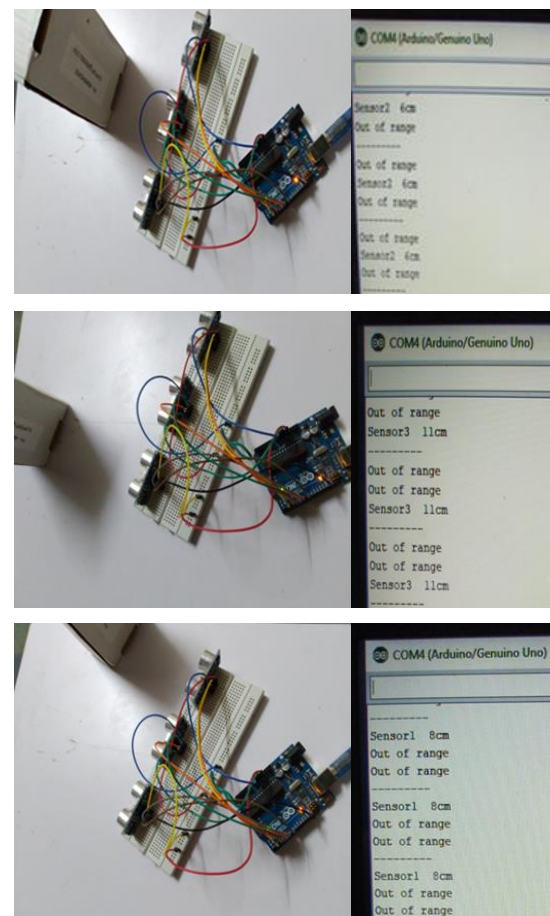 COM4 (Arduino/Genuino Uno)
Sensor2 6cm
Out of range
---------
Out of range
Sensor2 6cm
Out of range
---------
Out of range
Sensor2 6cm
Out of range
---------
COM4 (Arduino/Genuino Uno)
Out of range
Sensor3 11cm
---------
Out of range
Out of range
Sensor3 11cm
---------
Out of range
Out of range
Sensor3 11cm
---------
COM4 (Arduino/Genuino Uno)
---------
Sensor1 8cm
Out of range
Out of range
---------
Sensor1 8cm
Out of range
Out of range
---------
Sensor1 8cm
Out of range
Out of range